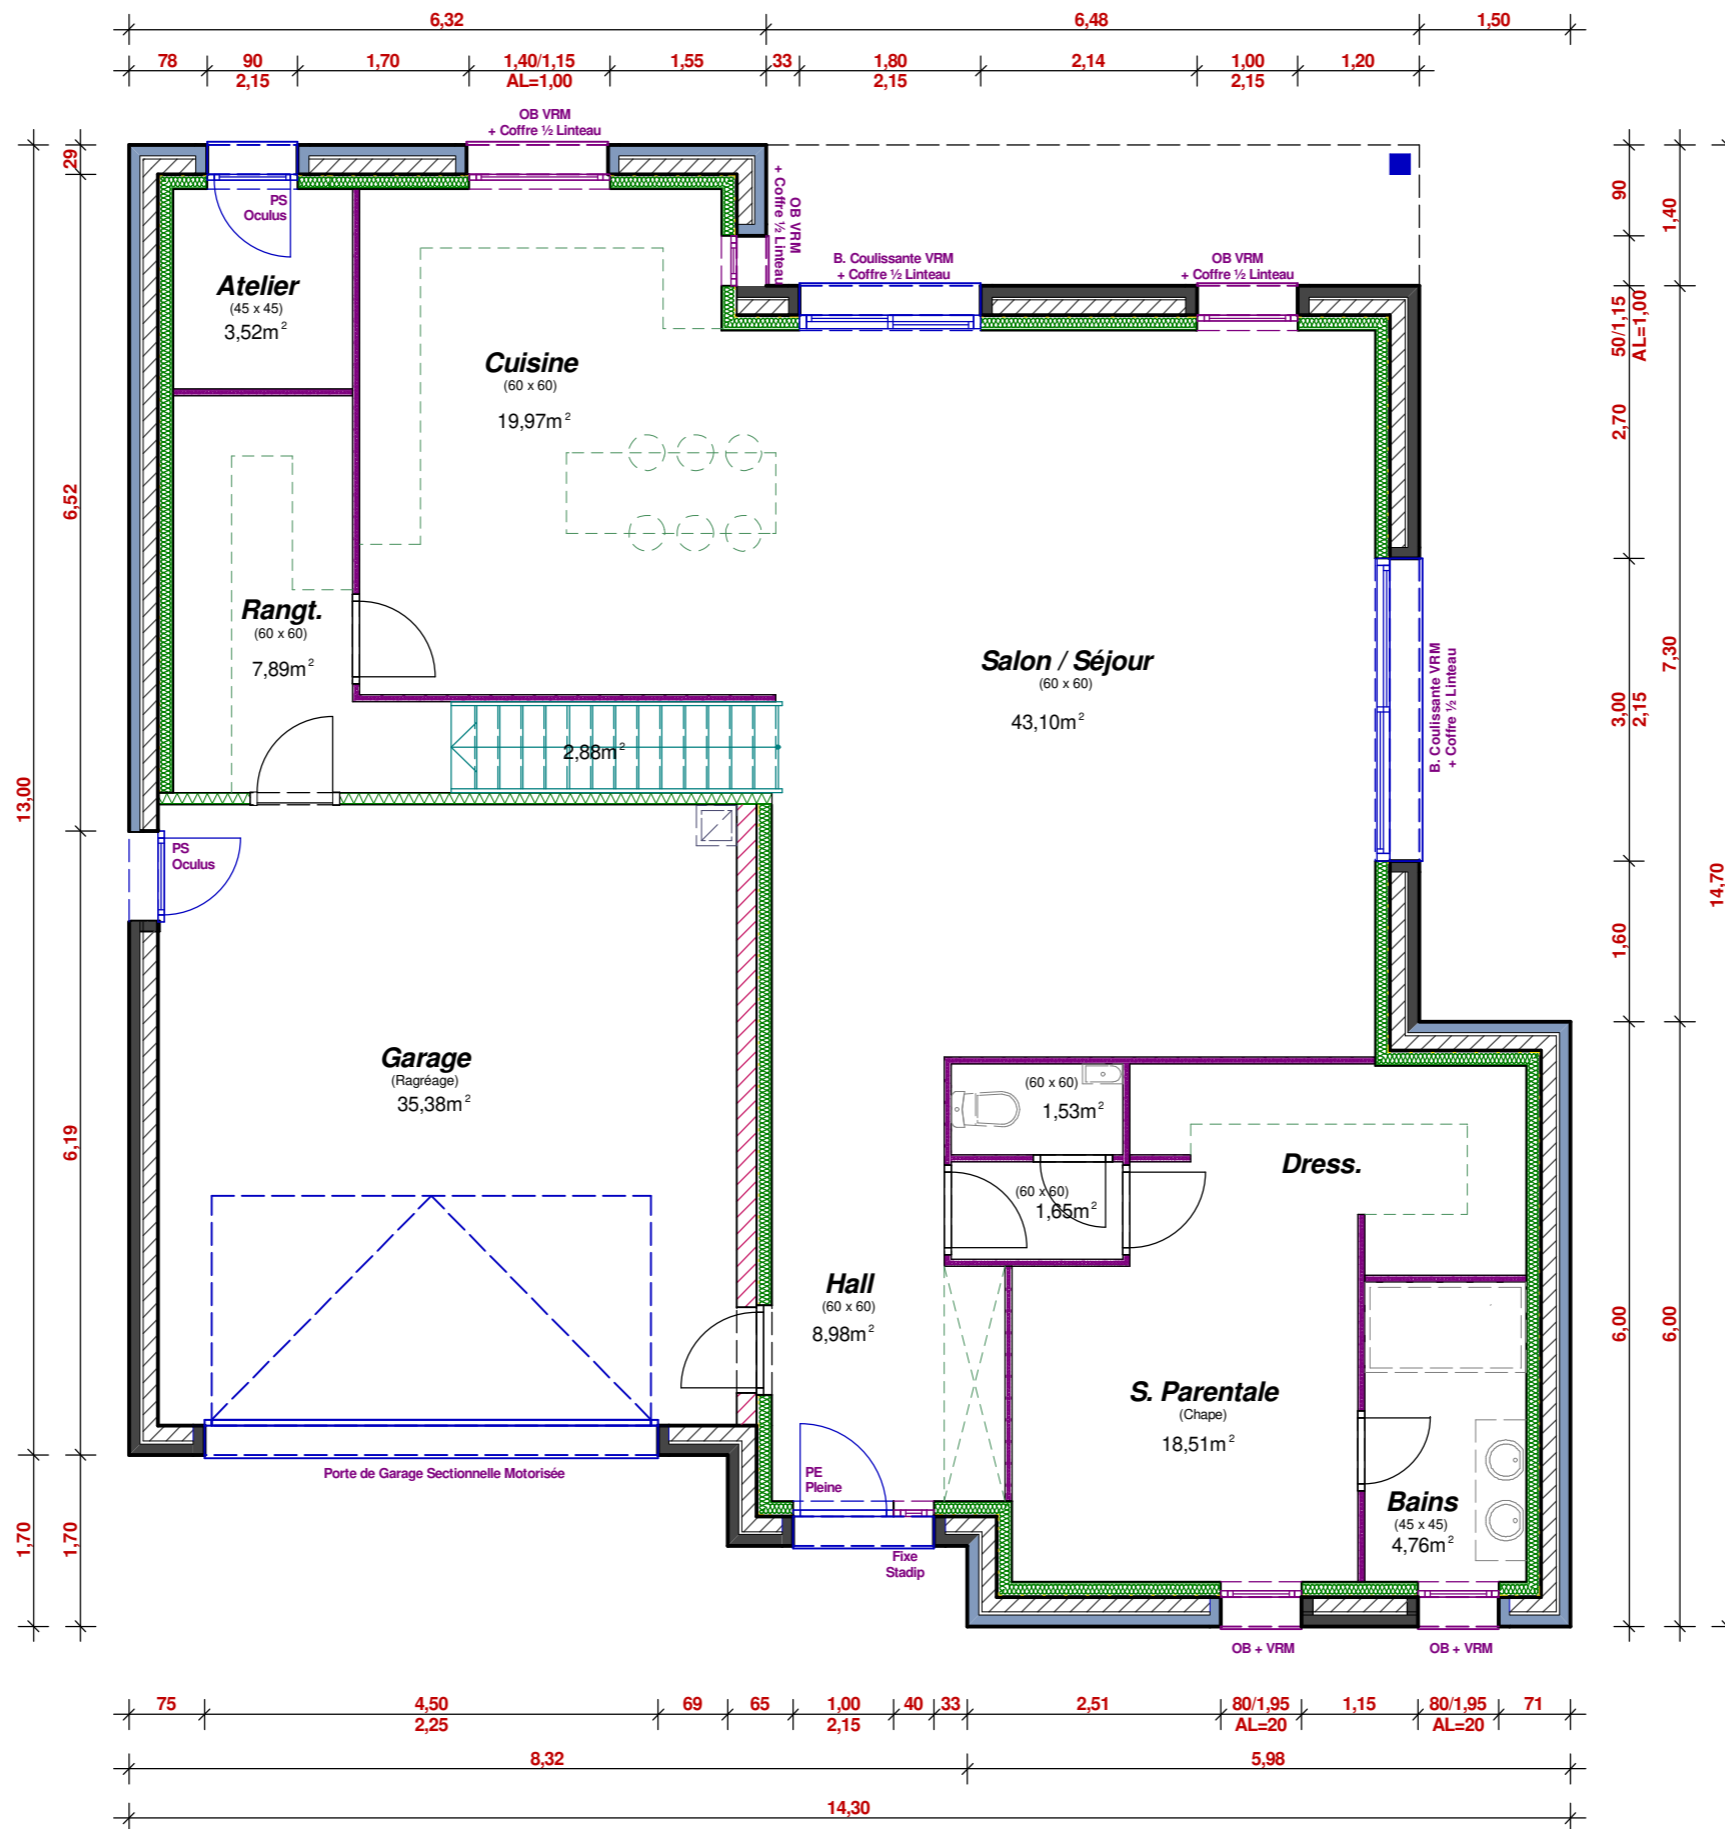 6,32
6,48
1,50
78
90
1,70
1,40/1,15
1,55
33
1,80
2,14
1,00
1,20
2,15
AL=1,00
2,15
2,15
OB VRM
+ Coffre ½ Linteau
29
PS
Oculus
OB VRM
+ Coffre ½ Linteau
B. Coulissante VRM
+ Coffre ½ Linteau
OB VRM
+ Coffre ½ Linteau
90
1,40
Atelier
(45 x 45)
3,52m²
Cuisine
(60 x 60)
19,97m²
50/1,15
AL=1,00
2,70
6,52
Rangt.
(60 x 60)
7,89m²
Salon / Séjour
(60 x 60)
43,10m²
B. Coulissante VRM
+ Coffre ½ Linteau
3,00
2,15
7,30
2,88m²
13,00
PS
Oculus
14,70
1,60
Garage
(Ragréage)
35,38m²
6,19
(60 x 60)
1,53m²
Dress.
(60 x 60)
1,65m²
Hall
(60 x 60)
8,98m²
6,00
6,00
S. Parentale
(Chape)
18,51m²
Porte de Garage Sectionnelle Motorisée
PE
Pleine
Bains
(45 x 45)
4,76m²
1,70
1,70
Fixe
Stadip
OB + VRM
OB + VRM
75
4,50
69
65
1,00
40
33
2,51
80/1,95
1,15
80/1,95
71
2,25
2,15
AL=20
AL=20
8,32
5,98
14,30